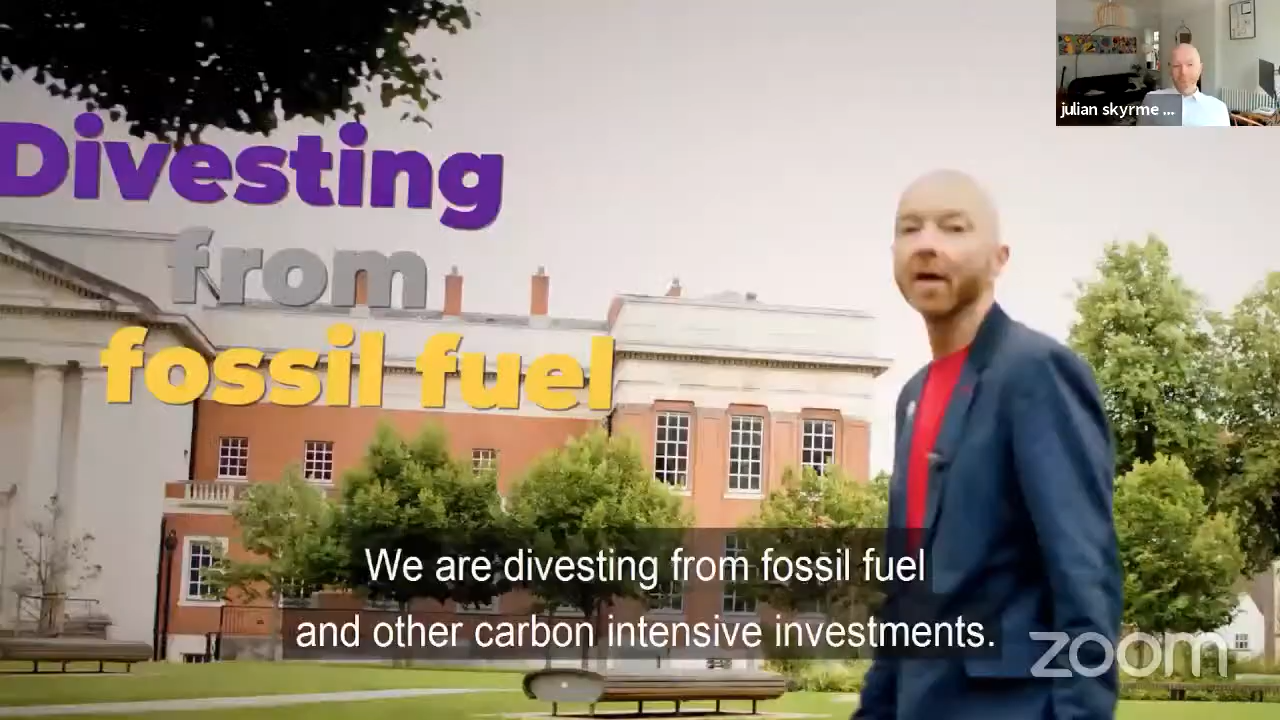 julian skyrme ...
Divesting
from
fossil fuel
We are divesting from fossil fuel
and other carbon intensive investments.
zoom